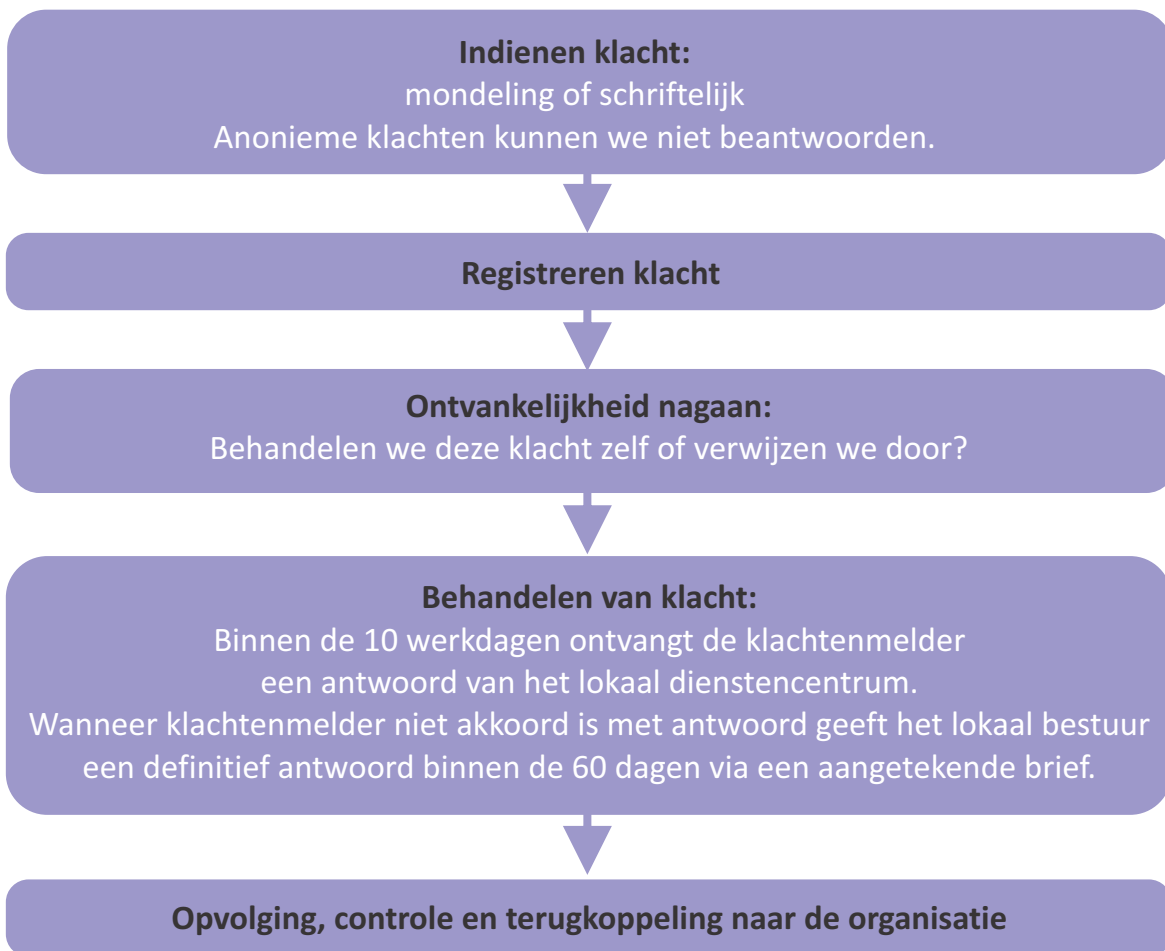 Indienen klacht:
mondeling of schriftelijk
Anonieme klachten kunnen we niet beantwoorden.
Registreren klacht
Ontvankelijkheid nagaan:
Behandelen we deze klacht zelf of verwijzen we door?
Behandelen van klacht:
Binnen de 10 werkdagen ontvangt de klachtenmelder
een antwoord van het lokaal dienstencentrum.
Wanneer klachtenmelder niet akkoord is met antwoord geeft het lokaal bestuur
een definitief antwoord binnen de 60 dagen via een aangetekende brief.
Opvolging, controle en terugkoppeling naar de organisatie